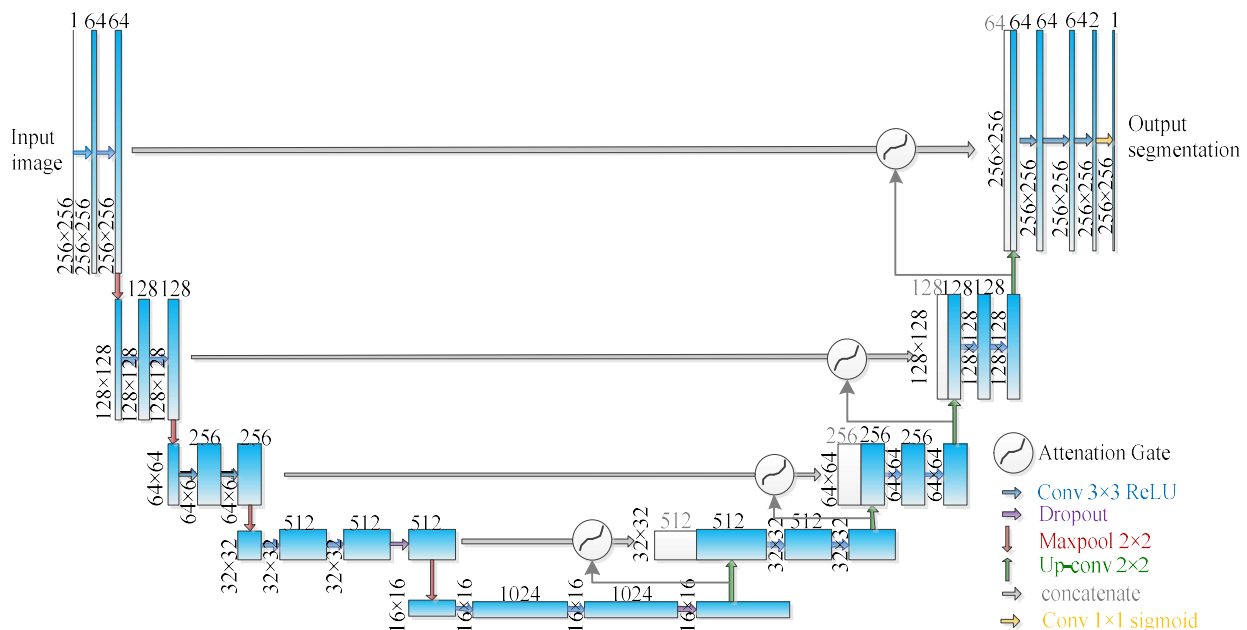 1 64 64
Input
image
256×256
256×256
256×256
64 64 64 64 2 1
256×256
256×256
256×256
256×256
256×256
Output
segmentation
128 128
128×128
128×128
128×128
128 128 128
128×128
128×128
128×128
256 256
64×64
64×64
64×64
256 256 256
64×64
64×64
64×64
512 512 512
32×32
32×32
32×32
512 512 512
32×32
32×32
32×32
1024 1024
16×16
16×16
16×16
16×16
Attenation Gate
Conv 3×3 ReLU
Dropout
Maxpool 2×2
Up-conv 2×2
concatenate
Conv 1×1 sigmoid